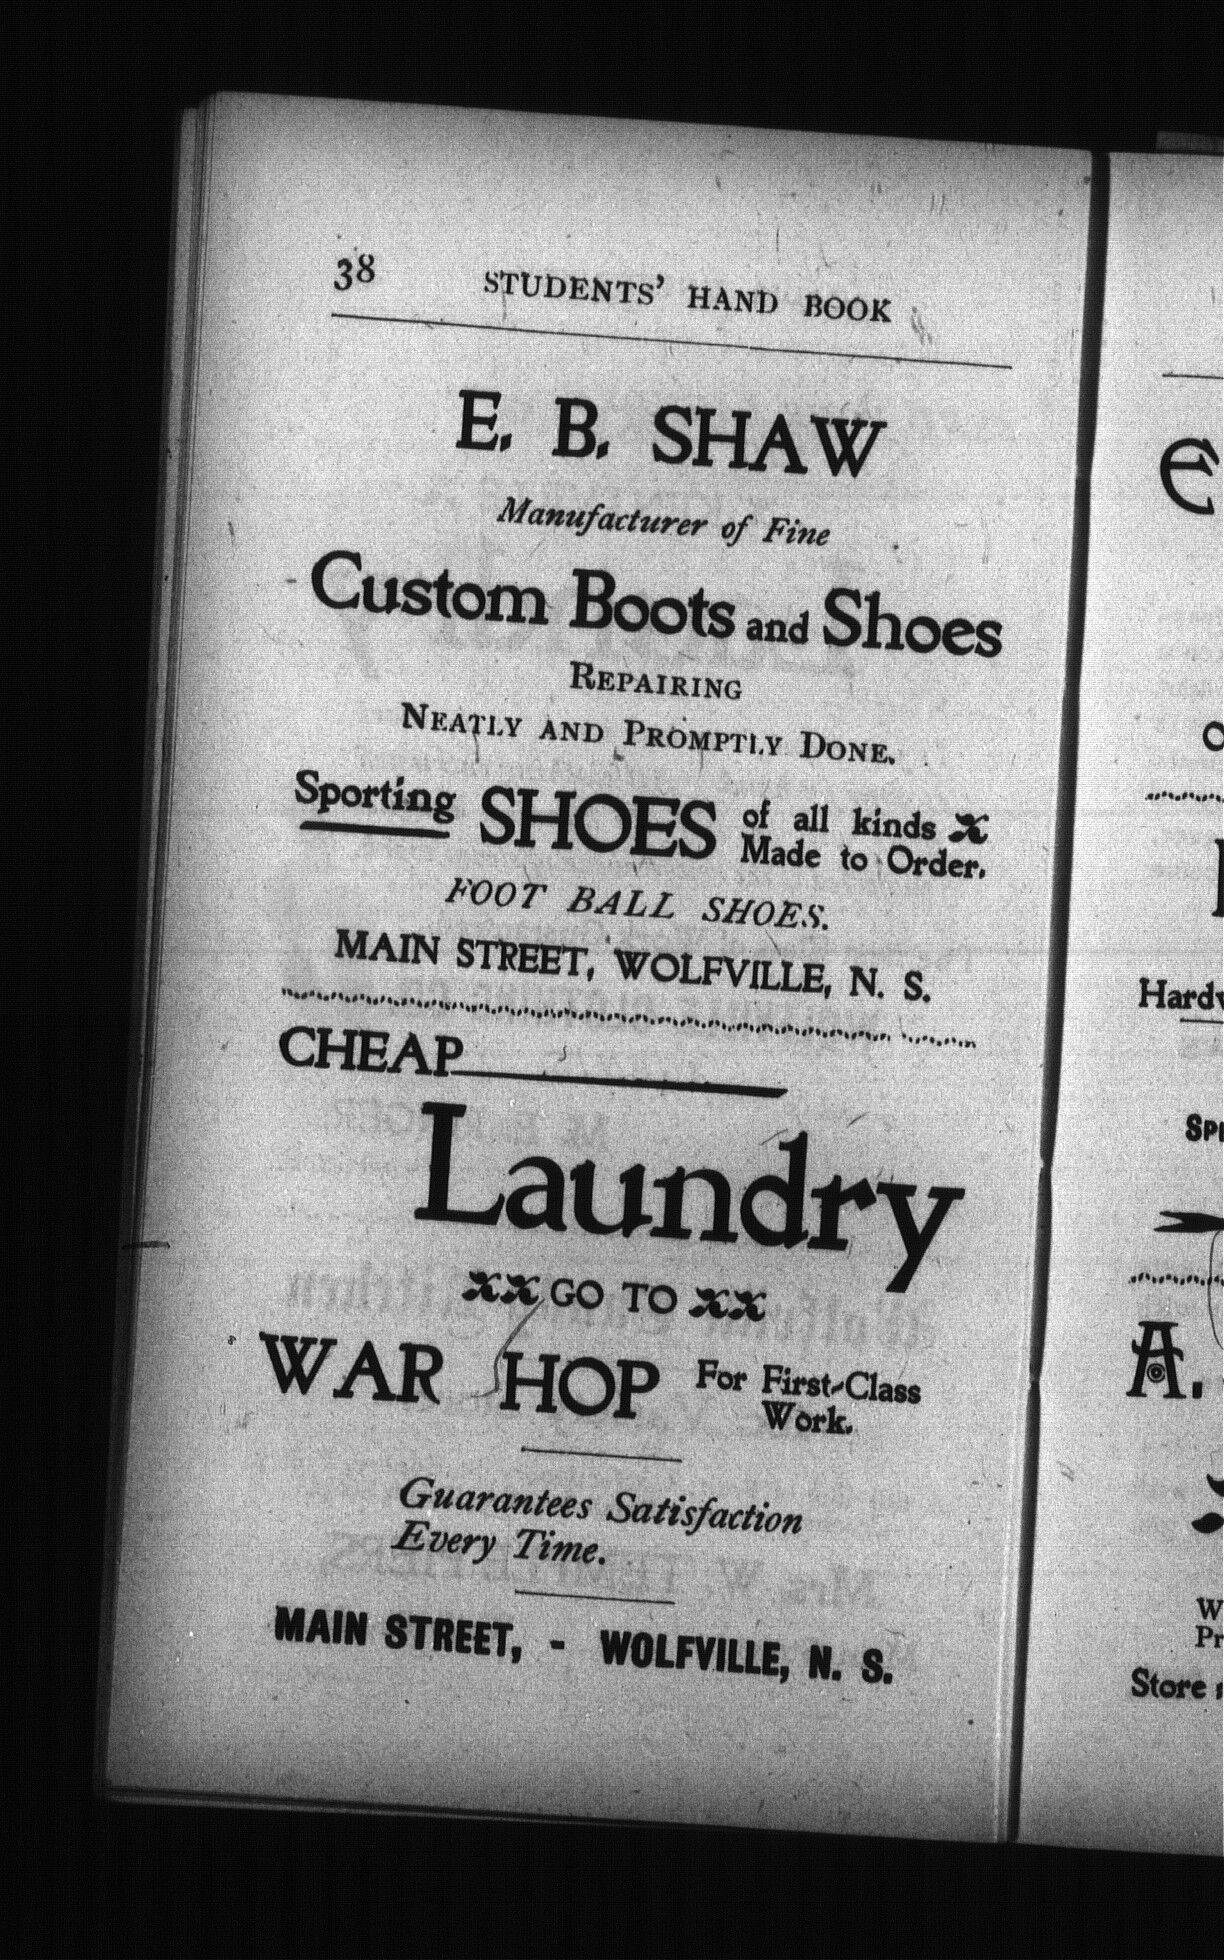 38 STUDENTS' HAND BOOK
E. B. SHAW
Manufacturer of Fine
Custom Boots and Shoes
REPAIRING
NEATLY AND PROMPTLY DONE.
Sporting SHOES of all kinds
Made to Order.
FOOT BALL SHOES.
MAIN STREET, WOLFVILLE, N. S.
CHEAP
Laundry
GO TO
WAR HOP For First-Class
Work.
Guarantees Satisfaction
Every Time.
MAIN STREET, - WOLFVILLE, N. S.
A.
Store